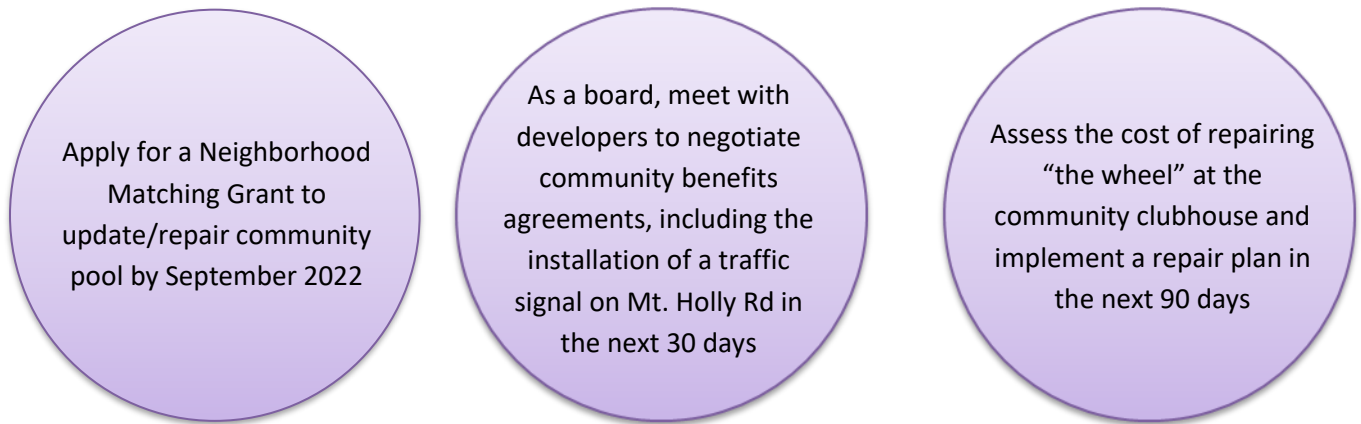 Apply for a Neighborhood
Matching Grant to
update/repair community
pool by September 2022
As a board, meet with
developers to negotiate
community benefits
agreements, including the
installation of a traffic
signal on Mt. Holly Rd in
the next 30 days
Assess the cost of repairing
“the wheel” at the
community clubhouse and
implement a repair plan in
the next 90 days